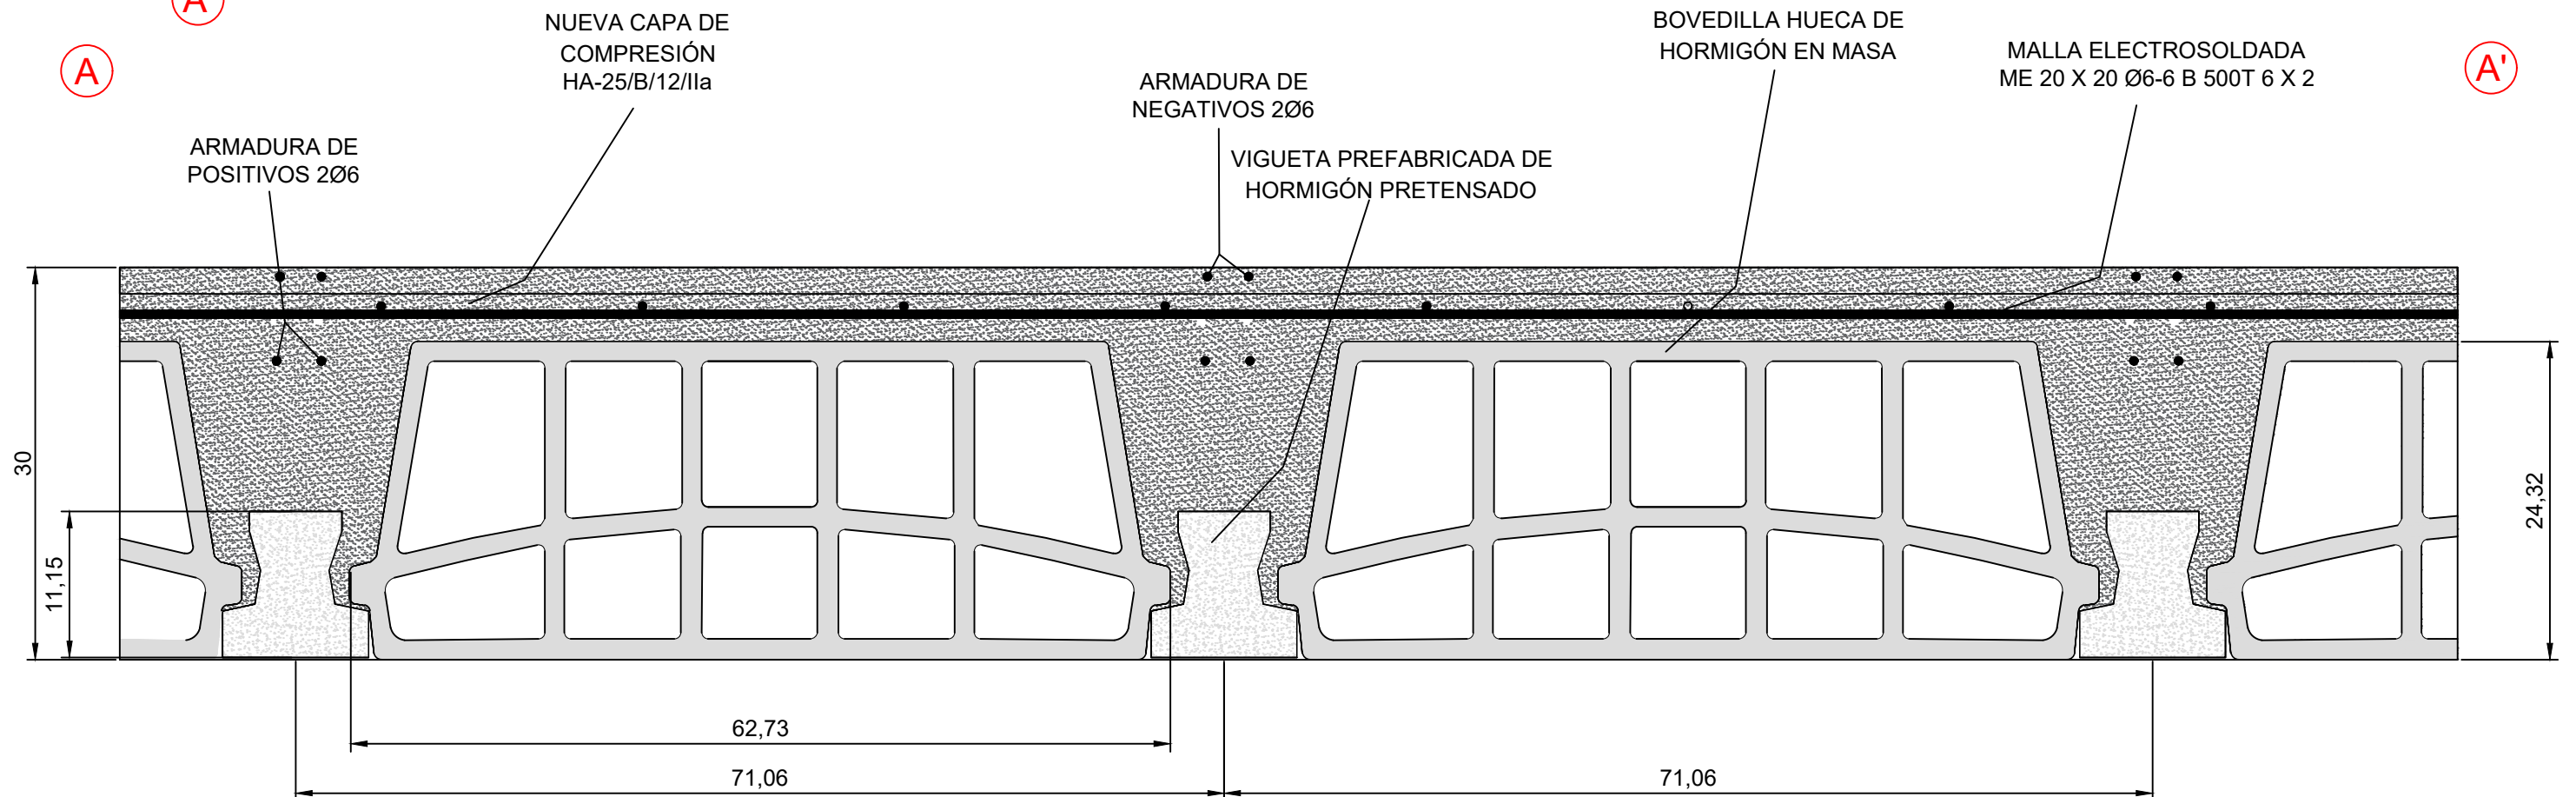 A
A
NUEVA CAPA DE
COMPRESIÓN
HA-25/B/12/IIa
ARMADURA DE
POSITIVOS 2Ø6
ARMADURA DE
NEGATIVOS 2Ø6
VIGUETA PREFABRICADA DE
HORMIGÓN PRETENSADO
BOVEDILLA HUECA DE
HORMIGÓN EN MASA
MALLA ELECTROSOLDADA
ME 20 X 20 Ø6-6 B 500T 6 X 2
A'
30
11,15
24,32
62,73
71,06
71,06